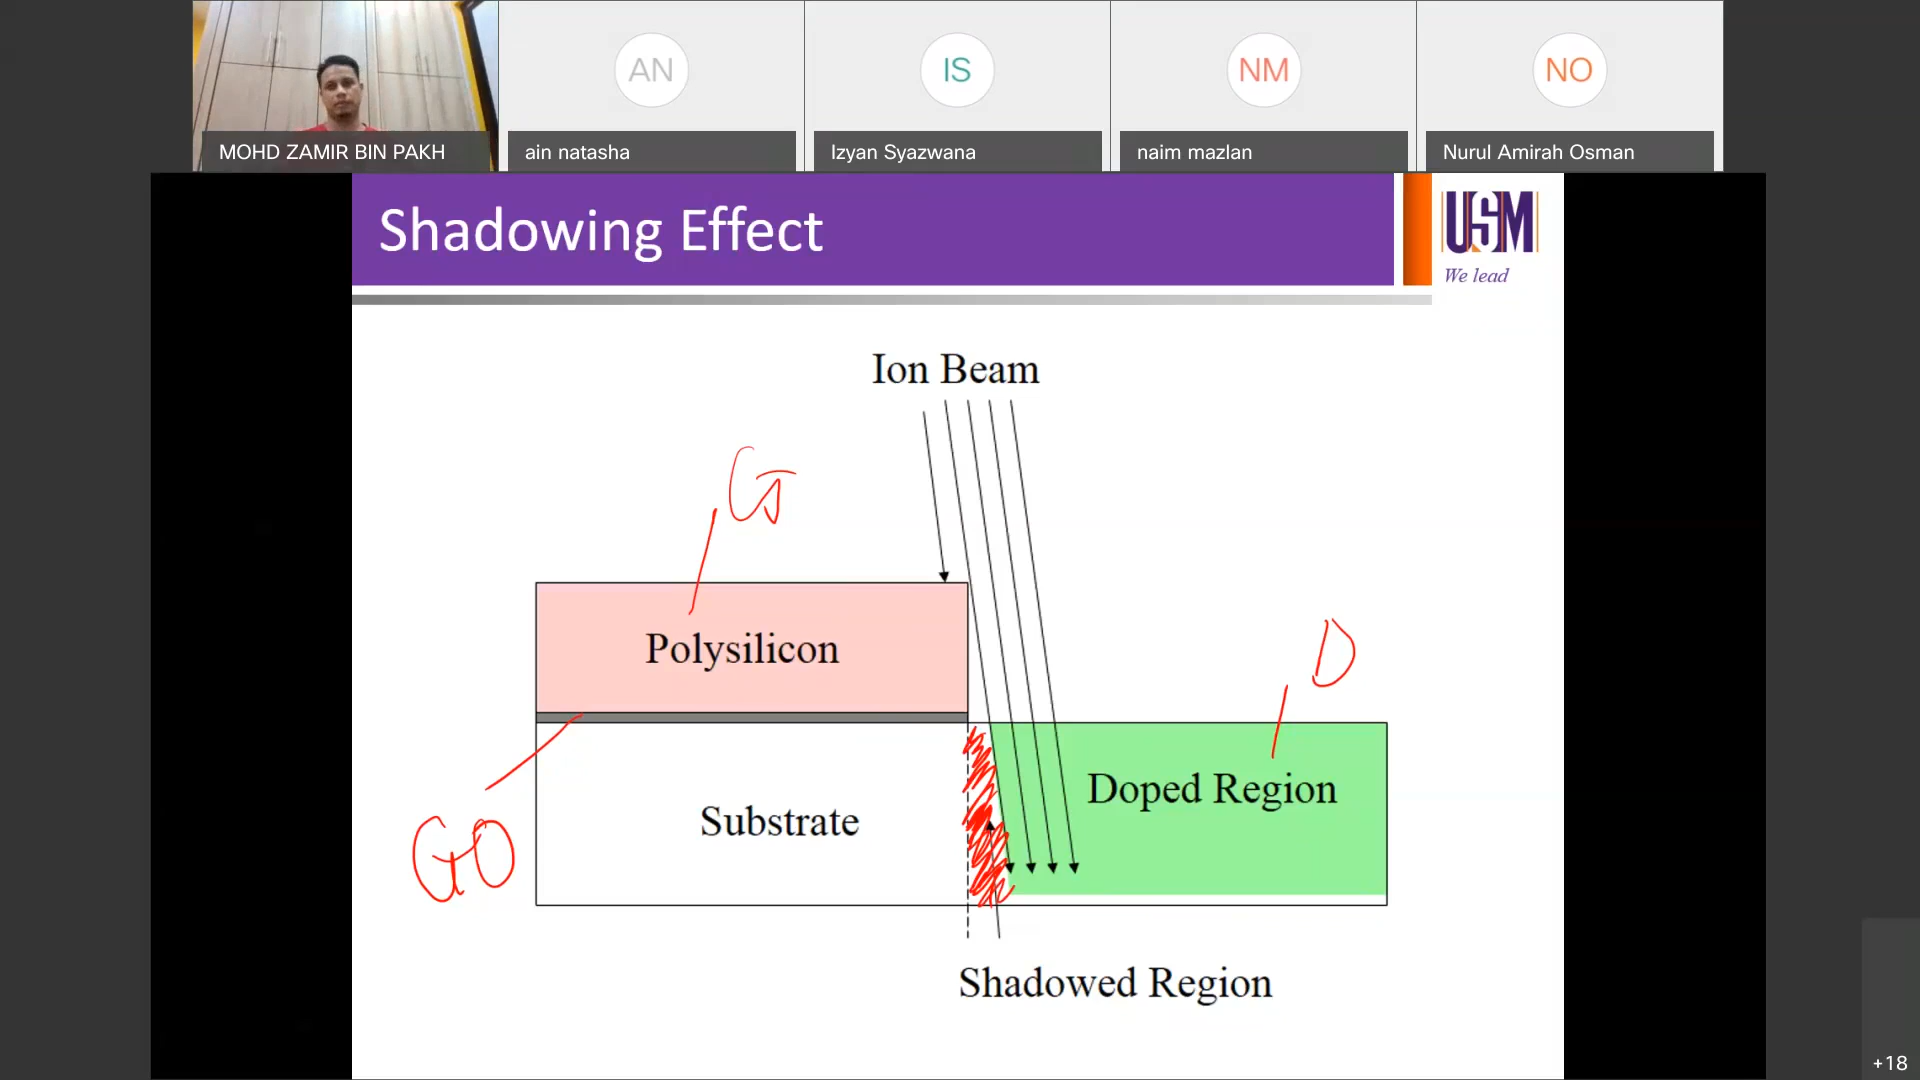 AN
IS
NM
NO
MOHD ZAMIR BIN PAKH
ain natasha
Izyan Syazwana
naim mazlan
Nurul Amirah Osman
Shadowing Effect
USM
We lead
Ion Beam
G
Polysilicon
D
Doped Region
Substrate
GO
Shadowed Region
+18